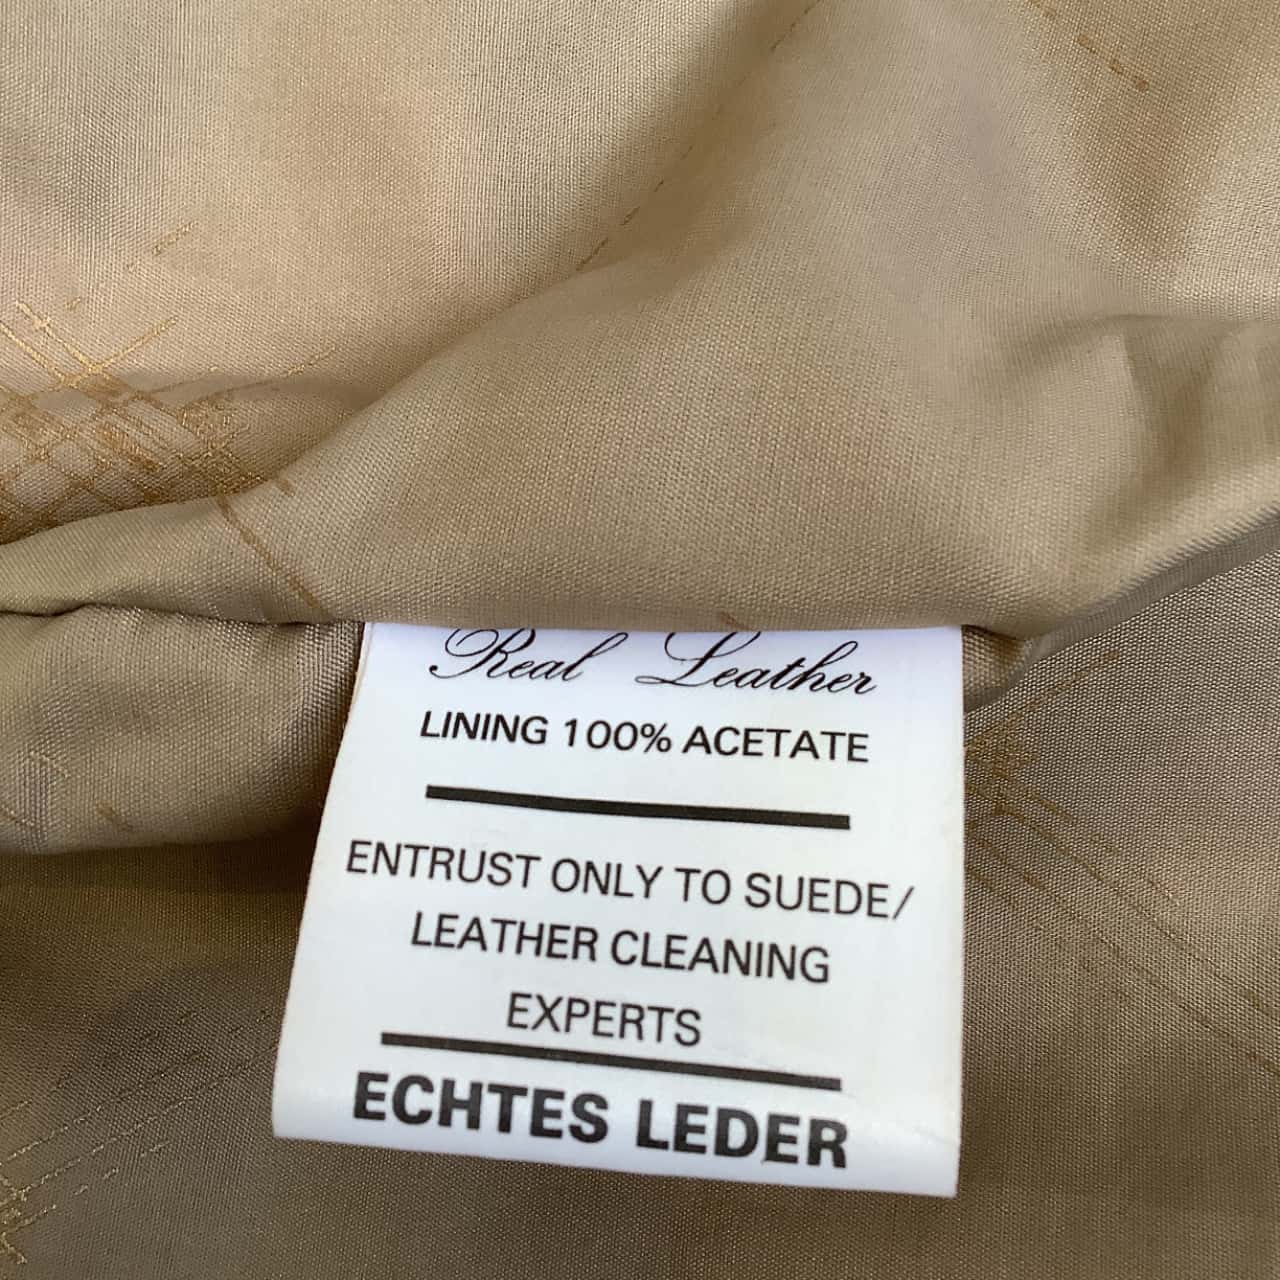 Real Leather
LINING 100% ACETATE
ENTRUST ONLY TO SUEDE/
LEATHER CLEANING
EXPERTS
ECHTES LEDER